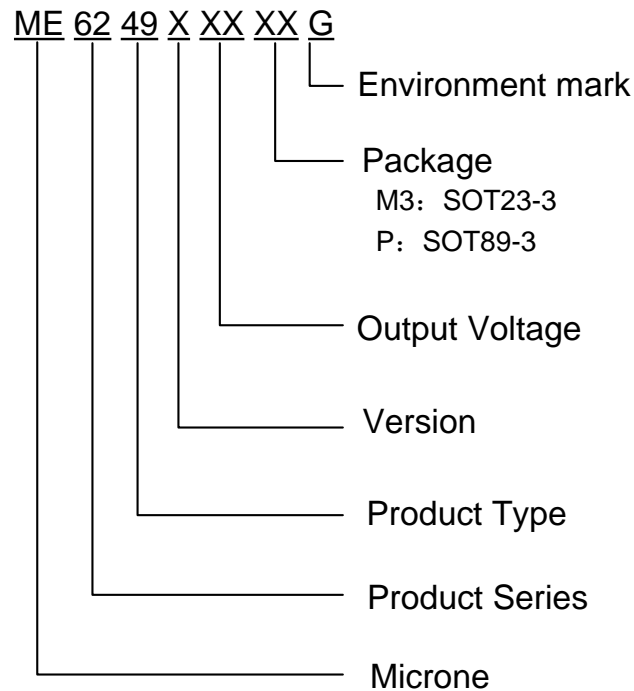 ME 62 49 X XX XX G
Environment mark
Package
M3：SOT23-3
P：SOT89-3
Output Voltage
Version
Product Type
Product Series
Microne